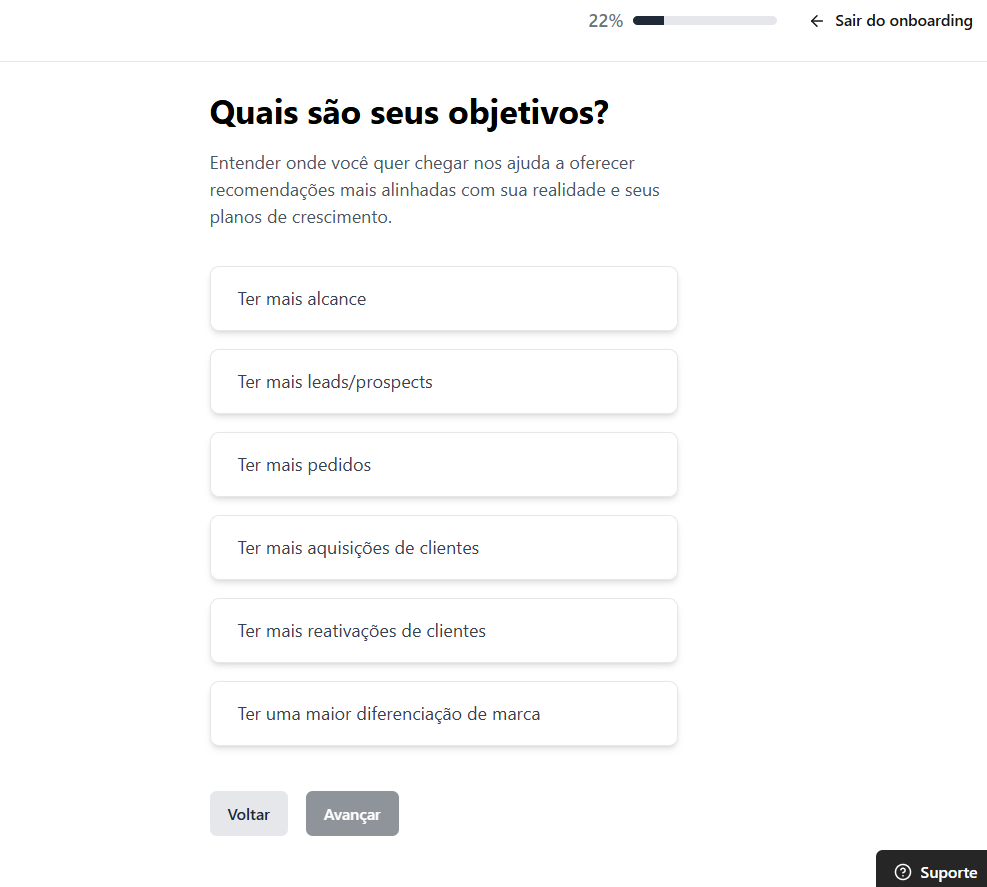 22%
Sair do onboarding
Quais são seus objetivos?
Entender onde você quer chegar nos ajuda a oferecer
recomendações mais alinhadas com sua realidade e seus
planos de crescimento.
Ter mais alcance
Ter mais leads/prospects
Ter mais pedidos
Ter mais aquisições de clientes
Ter mais reativações de clientes
Ter uma maior diferenciação de marca
Voltar
Avançar
Suporte